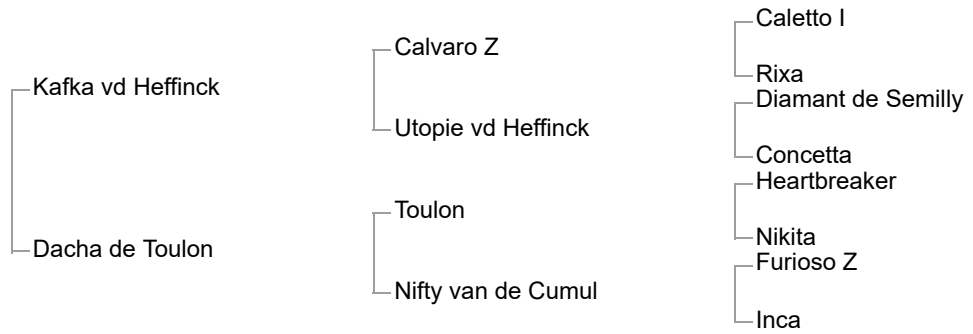 Caletto I
Calvaro Z
Rixa
Kafka vd Heffinck
Diamant de Semilly
Utopie vd Heffinck
Concetta
Heartbreaker
Toulon
Nikita
Dacha de Toulon
Furioso Z
Nifty van de Cumul
Inca